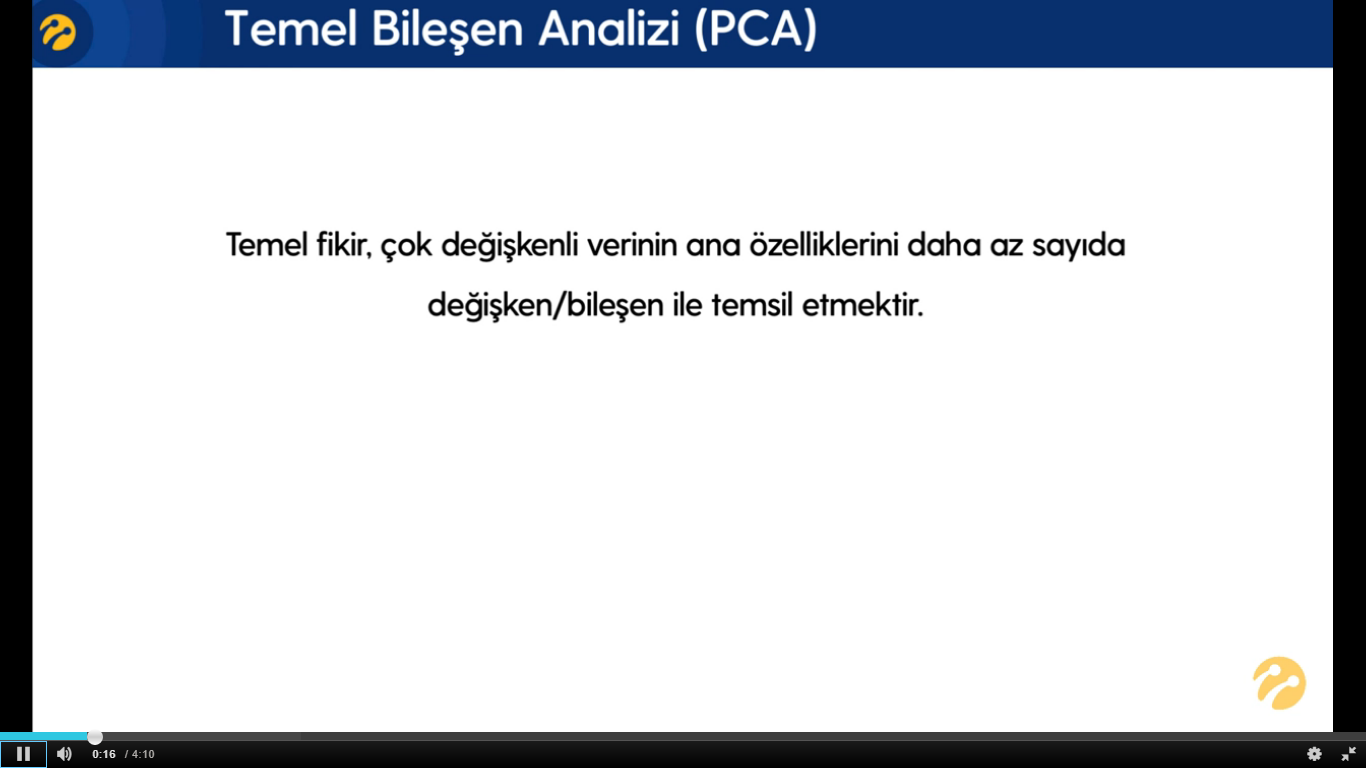 Temel Bileşen Analizi (PCA)
Temel fikir, çok değişkenli verinin ana özelliklerini daha az sayıda
değişken/bileşen ile temsil etmektir.
0:16 / 4:10